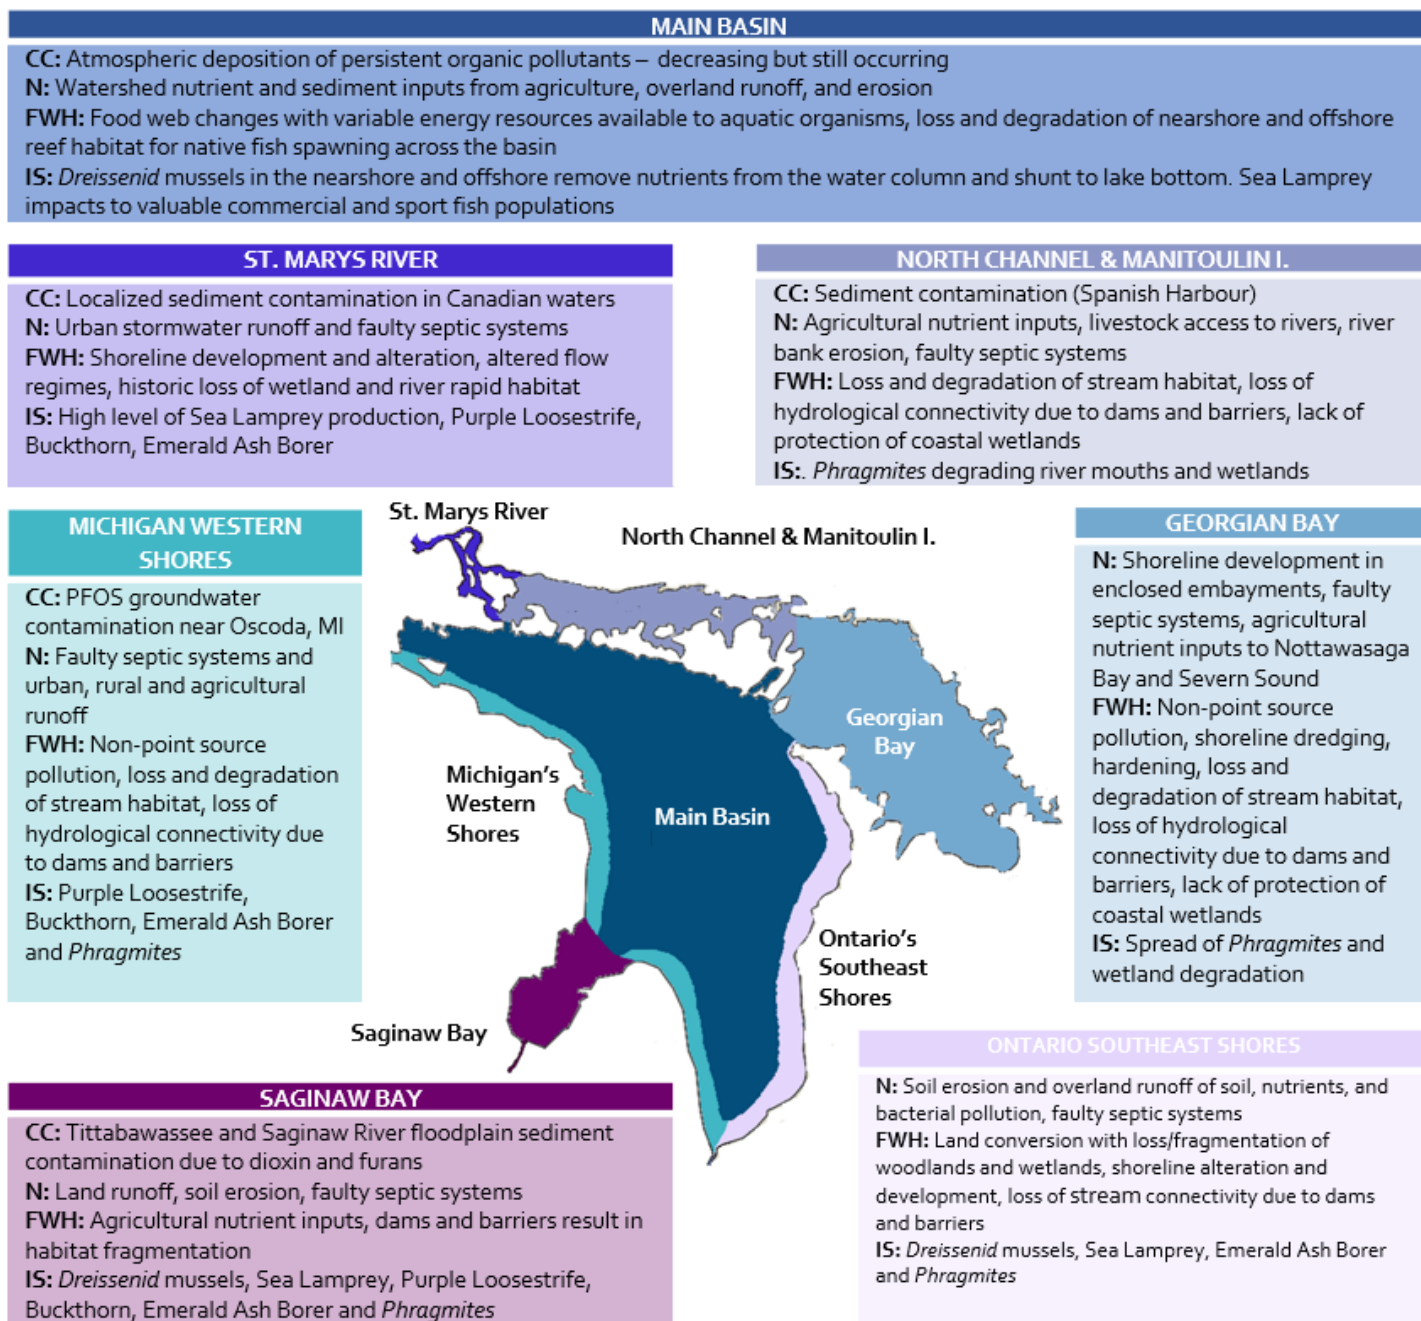 MAIN BASIN
CC: Atmospheric deposition of persistent organic pollutants – decreasing but still occurring
N: Watershed nutrient and sediment inputs from agriculture, overland runoff, and erosion
FWH: Food web changes with variable energy resources available to aquatic organisms, loss and degradation of nearshore and offshore
reef habitat for native fish spawning across the basin
IS: Dreissenid mussels in the nearshore and offshore remove nutrients from the water column and shunt to lake bottom. Sea Lamprey
impacts to valuable commercial and sport fish populations
ST. MARYS RIVER
CC: Localized sediment contamination in Canadian waters
N: Urban stormwater runoff and faulty septic systems
FWH: Shoreline development and alteration, altered flow
regimes, historic loss of wetland and river rapid habitat
IS: High level of Sea Lamprey production, Purple Loosestrife,
Buckthorn, Emerald Ash Borer
NORTH CHANNEL & MANITOULIN I.
CC: Sediment contamination (Spanish Harbour)
N: Agricultural nutrient inputs, livestock access to rivers, river
bank erosion, faulty septic systems
FWH: Loss and degradation of stream habitat, loss of
hydrological connectivity due to dams and barriers, lack of
protection of coastal wetlands
IS:. Phragmites degrading river mouths and wetlands
MICHIGAN WESTERN
SHORES
CC: PFOS groundwater
contamination near Oscoda, MI
N: Faulty septic systems and
urban, rural and agricultural
runoff
FWH: Non-point source
pollution, loss and degradation
of stream habitat, loss of
hydrological connectivity due
to dams and barriers
IS: Purple Loosestrife,
Buckthorn, Emerald Ash Borer
and Phragmites
St. Marys River
North Channel & Manitoulin I.
Georgian
Bay
Michigan's
Western
Shores
Main Basin
Ontario's
Southeast
Shores
Saginaw Bay
GEORGIAN BAY
N: Shoreline development in
enclosed embayments, faulty
septic systems, agricultural
nutrient inputs to Nottawasaga
Bay and Severn Sound
FWH: Non-point source
pollution, shoreline dredging,
hardening, loss and
degradation of stream habitat,
loss of hydrological
connectivity due to dams and
barriers, lack of protection of
coastal wetlands
IS: Spread of Phragmites and
wetland degradation
SAGINAW BAY
CC: Tittabawassee and Saginaw River floodplain sediment
contamination due to dioxin and furans
N: Land runoff, soil erosion, faulty septic systems
FWH: Agricultural nutrient inputs, dams and barriers result in
habitat fragmentation
IS: Dreissenid mussels, Sea Lamprey, Purple Loosestrife,
Buckthorn, Emerald Ash Borer and Phragmites
ONTARIO SOUTHEAST SHORES
N: Soil erosion and overland runoff of soil, nutrients, and
bacterial pollution, faulty septic systems
FWH: Land conversion with loss/fragmentation of
woodlands and wetlands, shoreline alteration and
development, loss of stream connectivity due to dams
and barriers
IS: Dreissenid mussels, Sea Lamprey, Emerald Ash Borer
and Phragmites